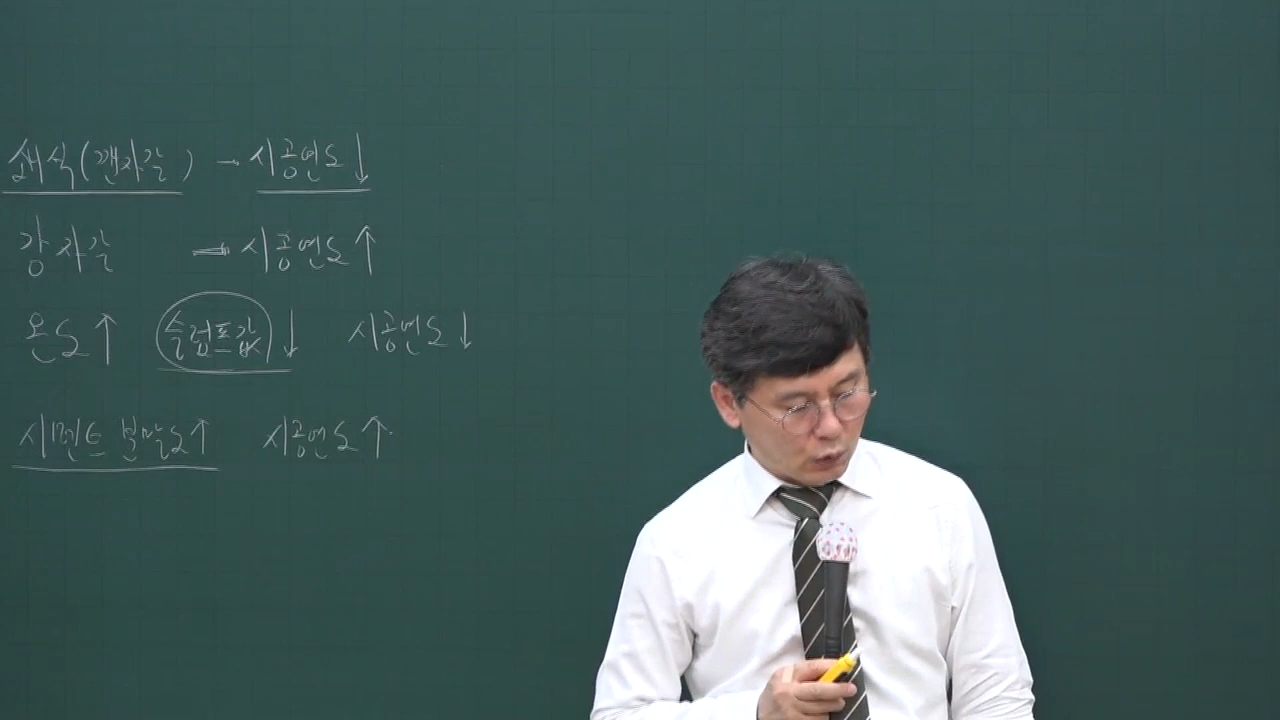 쇄석(깬자갈) → 시공연도↓
강자갈 → 시공연도↑
온도↑ 슬럼프값↓ 시공연도↓
시멘트 분말도↑ 시공연도↑